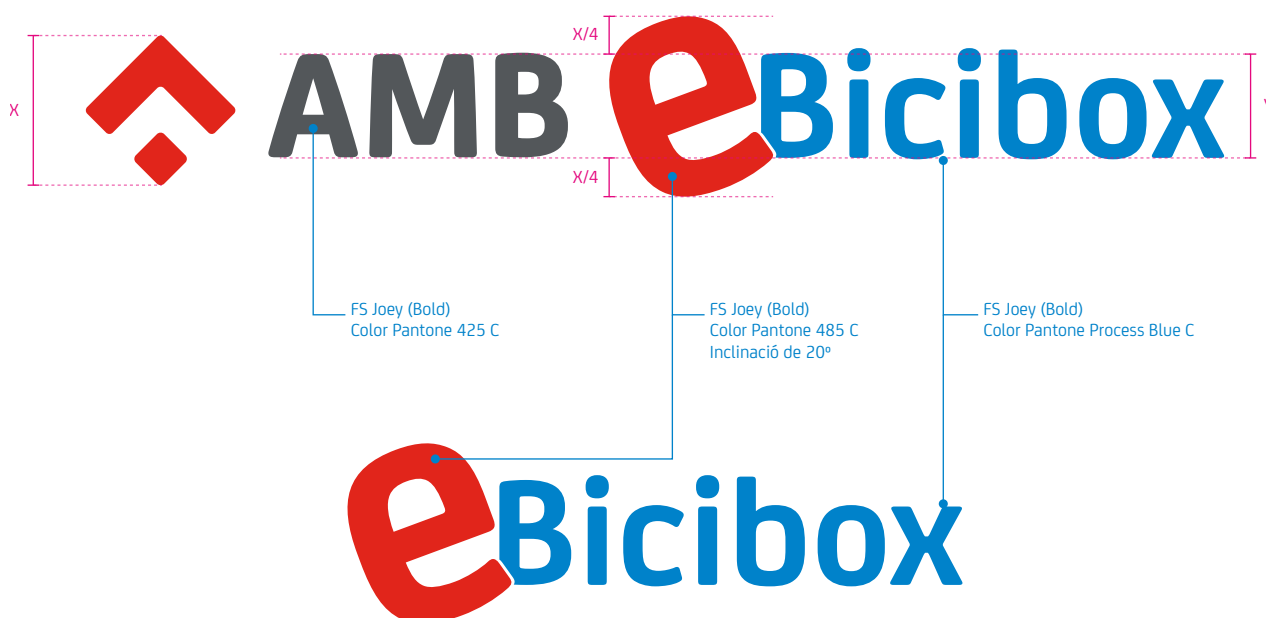 X/4
X
AMB eBicibox
X/4
FS Joey (Bold)
Color Pantone 425 C
FS Joey (Bold)
Color Pantone 485 C
Inclinació de 20º
FS Joey (Bold)
Color Pantone Process Blue C
eBicibox